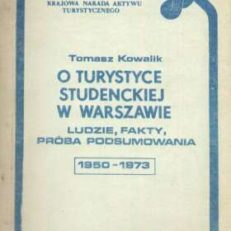 KRAJOWA NARADA AKTYWU
TURYSTYCZNEGO
Tomasz Kowalik
O TURYSTYCE
STUDENCKIEJ
W WARSZAWIE
LUDZIE, FAKTY,
PRÓBA PODSUMOWANIA
1950-1973